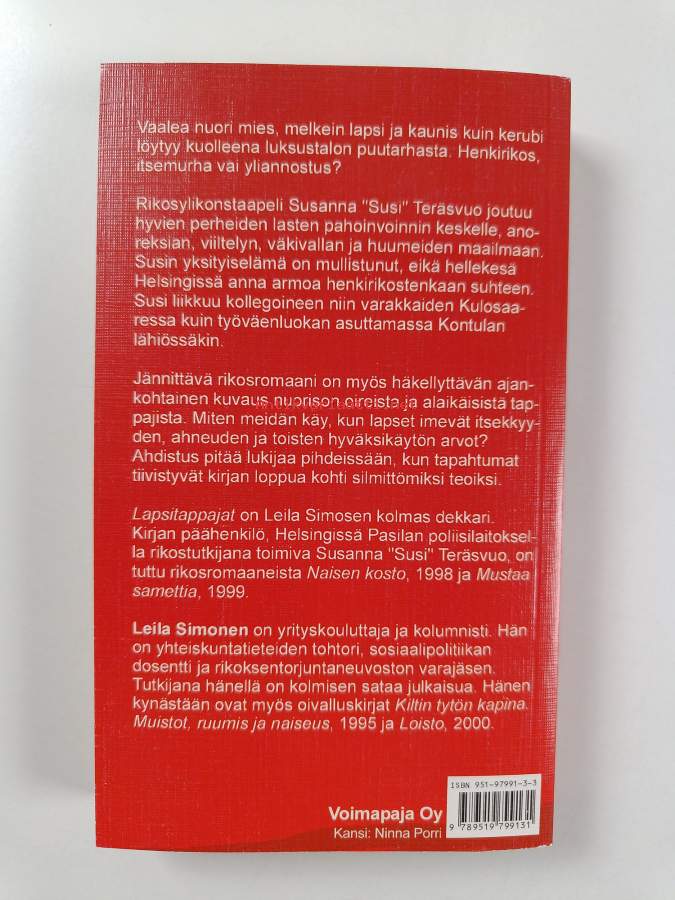 Vaalea nuori mies, melkein lapsi ja kaunis kuin kerubi
löytyy kuolleena luksustalon puutarhasta. Henkirikos,
itsemurha vai yliannostus?
Rikosylikonstaapeli Susanna "Susi" Teräsvuo joutuu
hyvien perheiden lasten pahoinvoinnin keskelle, ano-
reksian, viiltelyn, väkivallan ja huumeiden maailmaan.
Susin yksityiselämä on mullistunut, eikä hellekesä
Helsingissä anna armoa henkirikostenkaan suhteen.
Susi liikkuu kollegoineen niin varakkaiden Kulosaa-
ressa kuin työväenluokan asuttamassa Kontulan
lähiössäkin.
Jännittävä rikosromaani on myös häkellyttävän ajan-
kohtainen kuvaus nuorison oireista ja alaikäisistä tap-
pajista. Miten meidän käy, kun lapset imevät itsekkyy-
den, ahneuden ja toisten hyväksikäytön arvot?
Ahdistus pitää lukijaa pihdeissään, kun tapahtumat
tiivistyvät kirjan loppua kohti silmittömiksi teoiksi.
Lapsitappajat on Leila Simosen kolmas dekkari.
Kirjan päähenkilö, Helsingissä Pasilan poliisilaitoksel-
la rikostutkijana toimiva Susanna "Susi" Teräsvuo, on
tuttu rikosromaaneista Naisen kosto, 1998 ja Mustaa
samettia, 1999.
Leila Simonen on yrityskouluttaja ja kolumnisti. Hän
on yhteiskuntatieteiden tohtori, sosiaalipolitiikan
dosentti ja rikoksentorjuntaneuvoston varajäsen.
Tutkijana hänellä on kolmisen sataa julkaisua. Hänen
kynästään ovat myös oivalluskirjat Kiltin tytön kapina.
Muistot, ruumis ja naiseus, 1995 ja Loisto, 2000.
ISBN 951-97991-3-3
Voimapaja Oy
Kansi: Ninna Porri
9 789519 799131